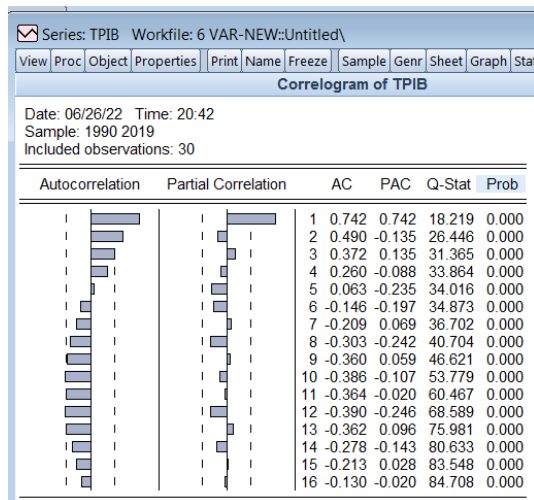 Series: TPIB Workfile: 6 VAR-NEW::Untitled\
View Proc Object Properties Print Name Freeze Sample Genr Sheet Graph Stat
Correlogram of TPIB
Date: 06/26/22 Time: 20:42
Sample: 1990 2019
Included observations: 30
Autocorrelation Partial Correlation AC PAC Q-Stat Prob
1 0.742 0.742 18.219 0.000
2 0.490 -0.135 26.446 0.000
3 0.372 0.135 31.365 0.000
4 0.260 -0.088 33.864 0.000
5 0.063 -0.235 34.016 0.000
6 -0.146 -0.197 34.873 0.000
7 -0.209 0.069 36.702 0.000
8 -0.303 -0.242 40.704 0.000
9 -0.360 0.059 46.621 0.000
10 -0.386 -0.107 53.779 0.000
11 -0.364 -0.020 60.467 0.000
12 -0.390 -0.246 68.589 0.000
13 -0.362 0.096 75.981 0.000
14 -0.278 -0.143 80.633 0.000
15 -0.213 0.028 83.548 0.000
16 -0.130 -0.020 84.708 0.000